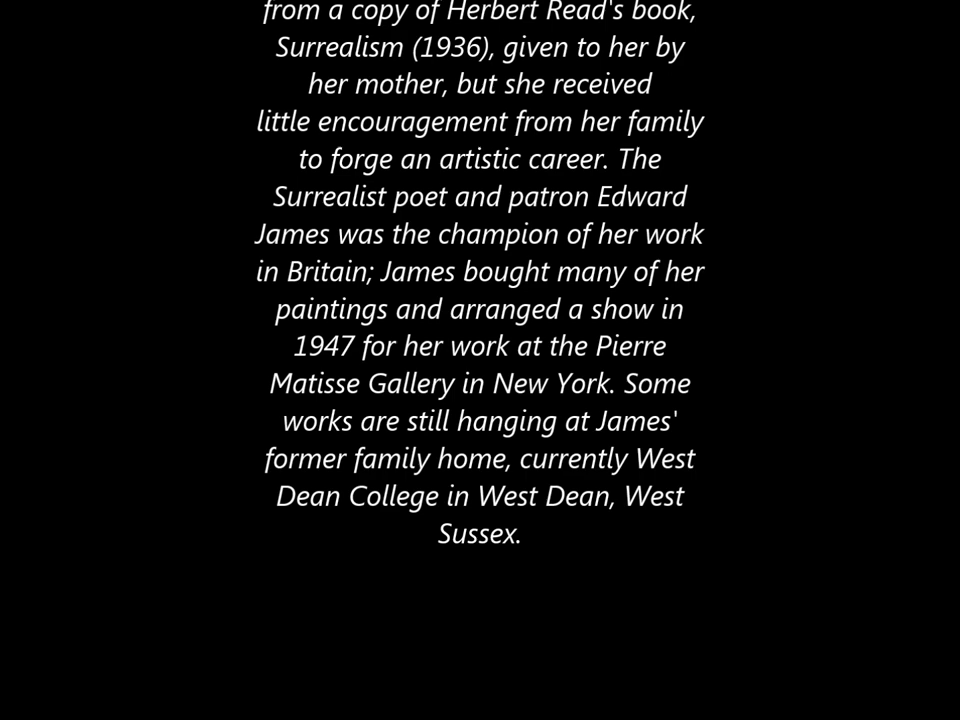 from a copy of Herbert Read's book,
Surrealism (1936), given to her by
her mother, but she received
little encouragement from her family
to forge an artistic career. The
Surrealist poet and patron Edward
James was the champion of her work
in Britain; James bought many of her
paintings and arranged a show in
1947 for her work at the Pierre
Matisse Gallery in New York. Some
works are still hanging at James'
former family home, currently West
Dean College in West Dean, West
Sussex.